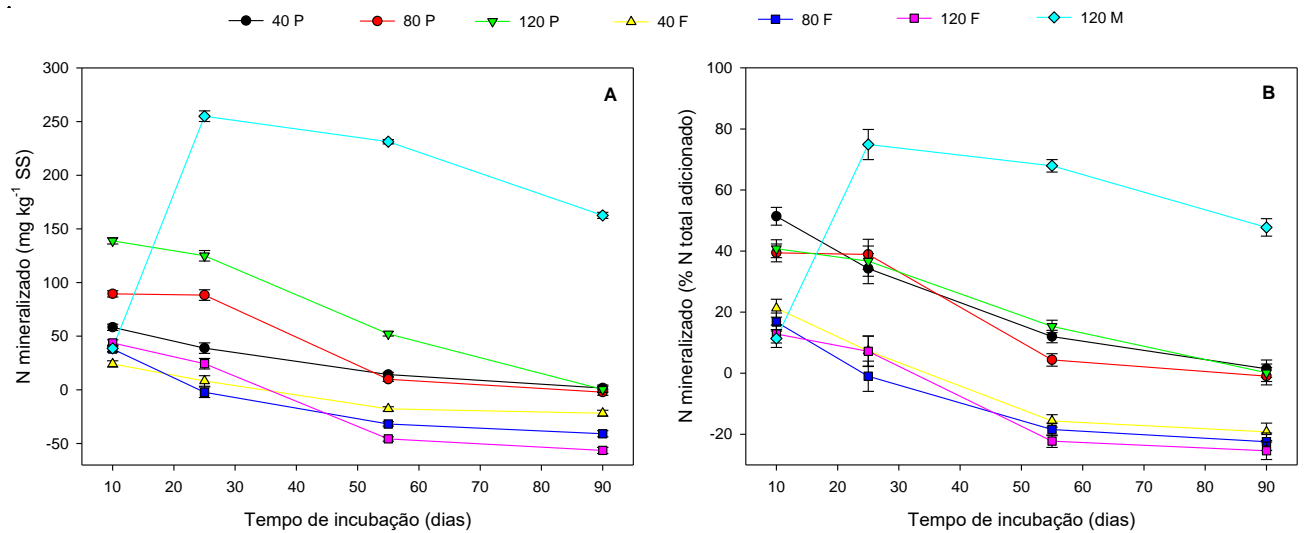 40 P 80 P 120 P 40 F 80 F 120 F 120 M
A
N mineralizado (mg kg⁻¹ SS)
300
250
200
150
100
50
0
-50
10 20 30 40 50 60 70 80 90
Tempo de incubação (dias)
B
N mineralizado (% N total adicionado)
100
80
60
40
20
0
-20
10 20 30 40 50 60 70 80 90
Tempo de incubação (dias)